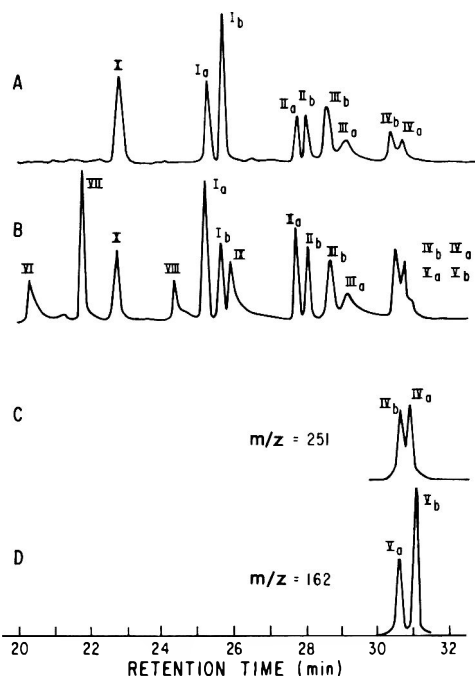 Ib
A X Ia IIa IIb IIIb IIIa IVb IVa
B VI VII X VIII Ia Ib IX IIa IIb IIIb IIIa IVb IVa
Va Vb
C m/z = 251 IVb IVa
D m/z = 162 Va Vb
20 22 24 26 28 30 32
RETENTION TIME (min)